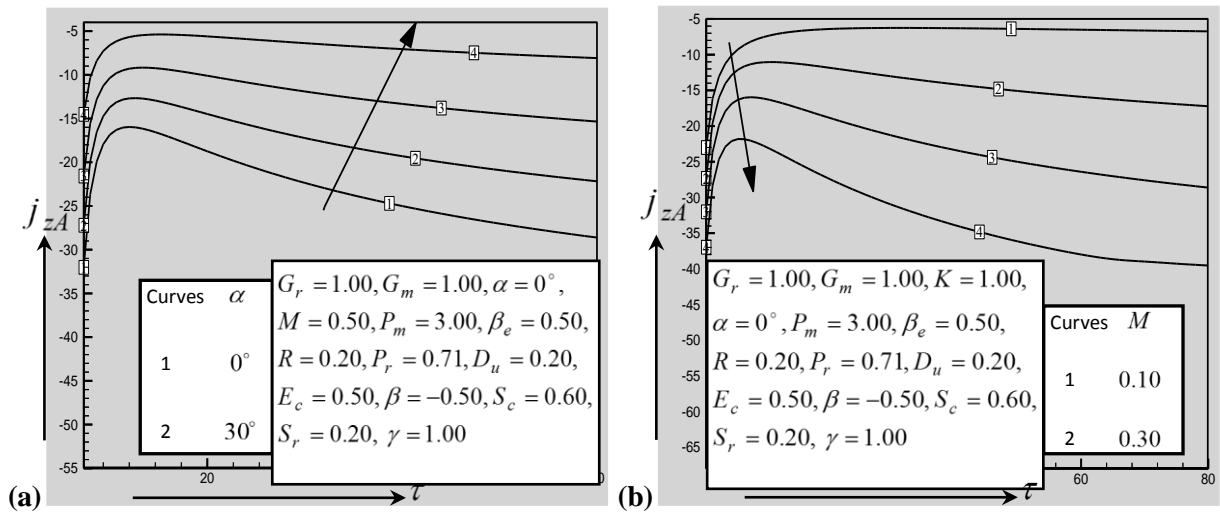 -5
-10
-15
-20
-25
-30
-35
-40
-45
-50
-55
4
3
2
1
4
2
j_{zA}
Curves α
1 0°
2 30°
G_r = 1.00, G_m = 1.00, α = 0°,
M = 0.50, P_m = 3.00, β_e = 0.50,
R = 0.20, P_r = 0.71, D_u = 0.20,
E_c = 0.50, β = −0.50, S_c = 0.60,
S_r = 0.20, γ = 1.00
20
0
τ
(a)
-5
-10
-15
-20
-25
-30
-35
-40
-45
-50
-55
-60
-65
1
2
3
4
2
j_{zA}
G_r = 1.00, G_m = 1.00, K = 1.00,
α = 0°, P_m = 3.00, β_e = 0.50,
R = 0.20, P_r = 0.71, D_u = 0.20,
E_c = 0.50, β = −0.50, S_c = 0.60,
S_r = 0.20, γ = 1.00
Curves M
1 0.10
2 0.30
60
80
τ
(b)